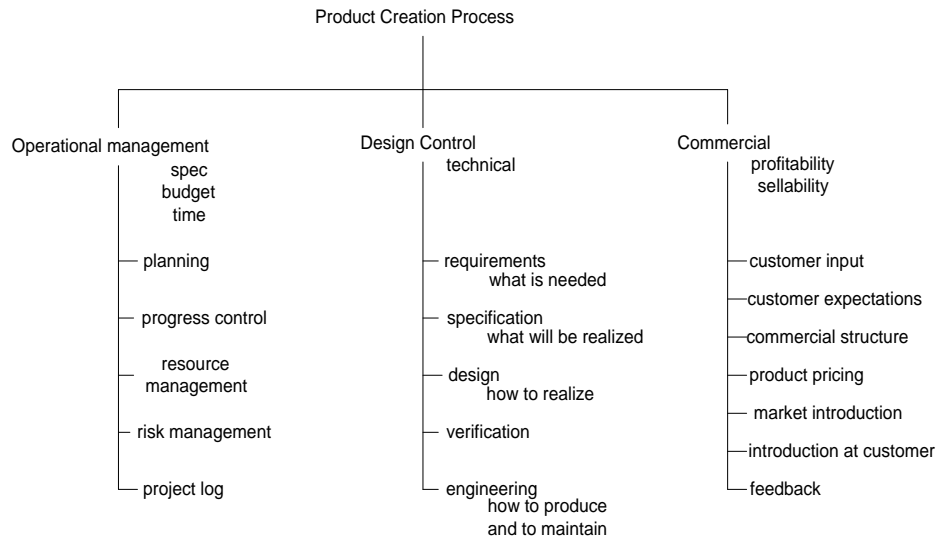 Product Creation Process
Operational management
spec
budget
time
planning
progress control
resource
management
risk management
project log
Design Control
technical
requirements
what is needed
specification
what will be realized
design
how to realize
verification
engineering
how to produce
and to maintain
Commercial
profitability
sellability
customer input
customer expectations
commercial structure
product pricing
market introduction
introduction at customer
feedback